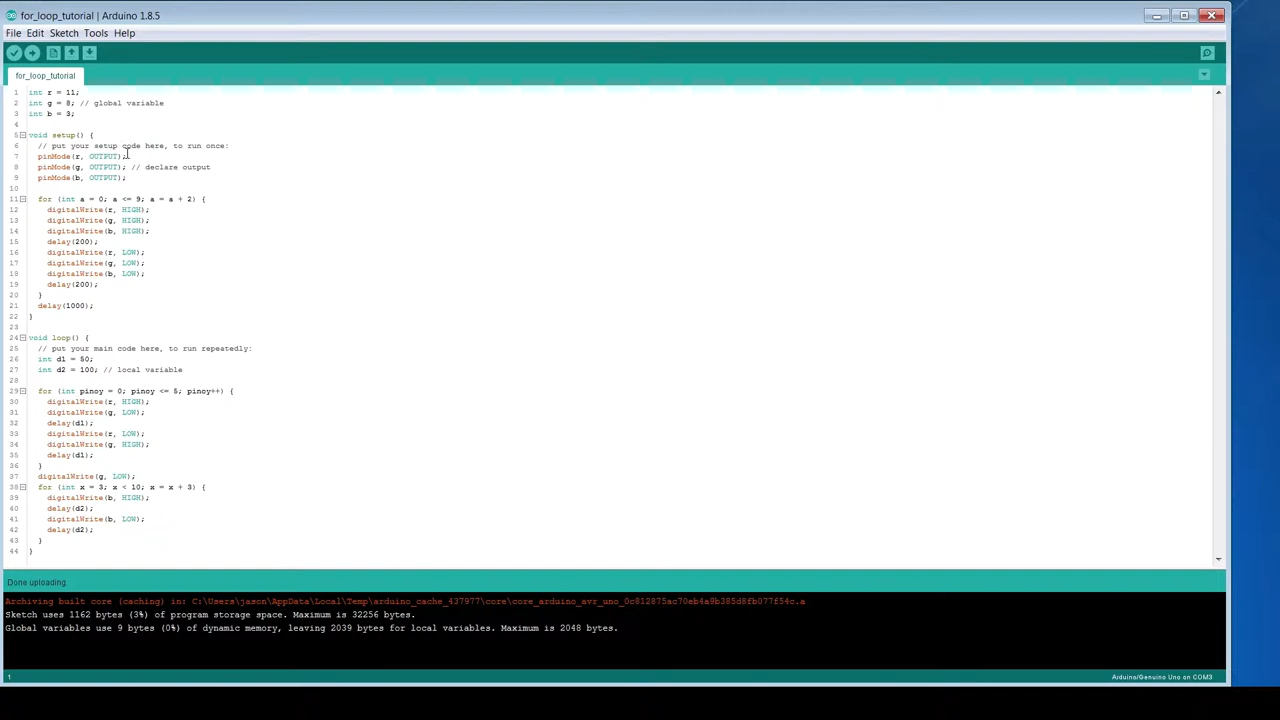 for_loop_tutorial | Arduino 1.8.5
File Edit Sketch Tools Help
for_loop_tutorial
1 int r = 11;
2 int g = 8; // global variable
3 int b = 3;
4
5 void setup() {
6 // put your setup code here, to run once:
7 pinMode(r, OUTPUT);
8 pinMode(g, OUTPUT); // declare output
9 pinMode(b, OUTPUT);
10
11 for (int a = 0; a <= 9; a = a + 2) {
12 digitalWrite(r, HIGH);
13 digitalWrite(g, HIGH);
14 digitalWrite(b, HIGH);
15 delay(200);
16 digitalWrite(r, LOW);
17 digitalWrite(g, LOW);
18 digitalWrite(b, LOW);
19 delay(200);
20 }
21 delay(1000);
22 }
23
24 void loop() {
25 // put your main code here, to run repeatedly:
26 int d1 = 50;
27 int d2 = 100; // local variable
28
29 for (int pinoy = 0; pinoy <= 5; pinoy++) {
30 digitalWrite(r, HIGH);
31 digitalWrite(g, LOW);
32 delay(d1);
33 digitalWrite(r, LOW);
34 digitalWrite(g, HIGH);
35 delay(d1);
36 }
37 digitalWrite(g, LOW);
38 for (int x = 3; x < 10; x = x + 3) {
39 digitalWrite(b, HIGH);
40 delay(d2);
41 digitalWrite(b, LOW);
42 delay(d2);
43 }
44 }
Done uploading.
Archiving built core (caching) in: C:\Users\jason\AppData\Local\Temp\arduino_cache_437977\core\core_arduino_avr_uno_0c812875ac70eb4a9b385d8fb077f54c.a
Sketch uses 1162 bytes (3%) of program storage space. Maximum is 32256 bytes.
Global variables use 9 bytes (0%) of dynamic memory, leaving 2039 bytes for local variables. Maximum is 2048 bytes.
1 Arduino/Genuino Uno on COM3